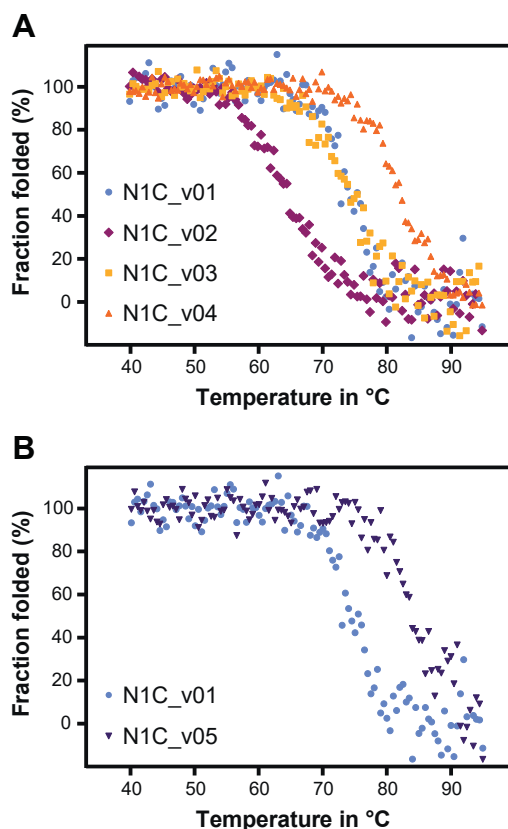 A
Fraction folded (%)
100
80
60
40
20
0
N1C_v01
N1C_v02
N1C_v03
N1C_v04
40 50 60 70 80 90
Temperature in °C
B
Fraction folded (%)
100
80
60
40
20
0
N1C_v01
N1C_v05
40 50 60 70 80 90
Temperature in °C